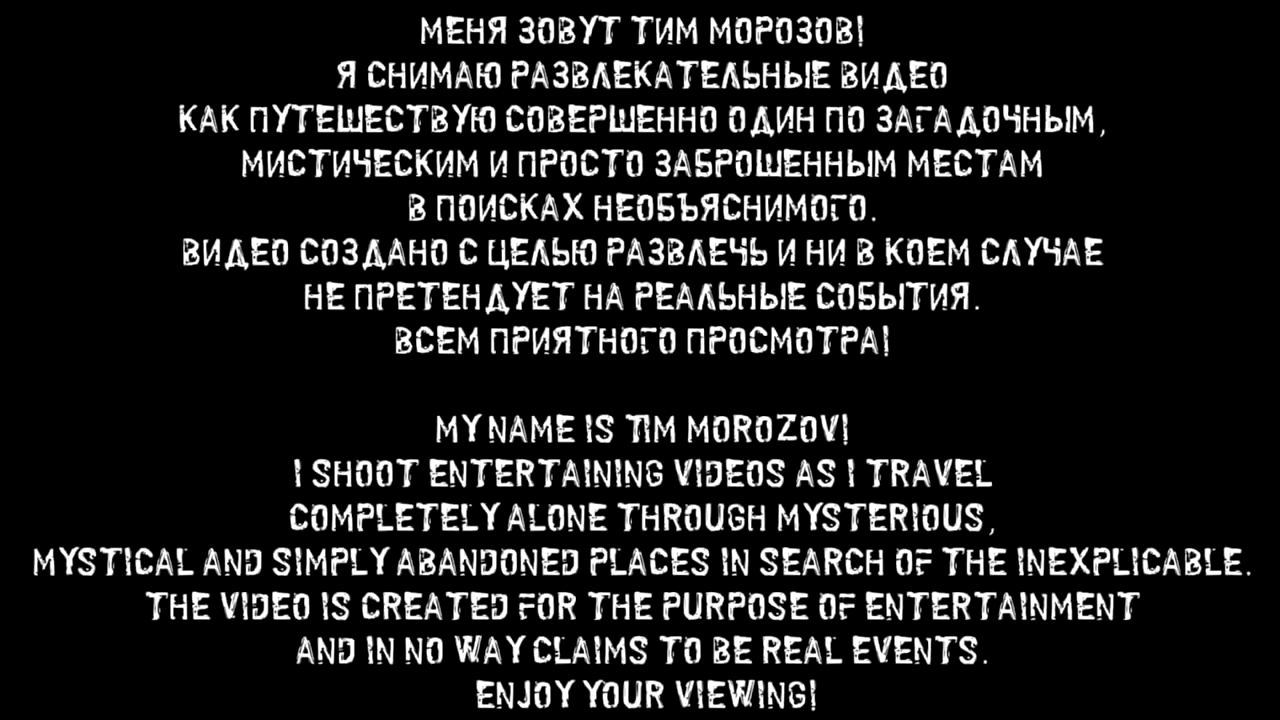 МЕНЯ ЗОВУТ ТИМ МОРОЗОВ!
Я СНИМАЮ РАЗВЛЕКАТЕЛЬНЫЕ ВИДЕО
КАК ПУТЕШЕСТВУЮ СОВЕРШЕННО ОДИН ПО ЗАГАДОЧНЫМ,
МИСТИЧЕСКИМ И ПРОСТО ЗАБРОШЕННЫМ МЕСТАМ
В ПОИСКАХ НЕОБЪЯСНИМОГО.
ВИДЕО СОЗДАНО С ЦЕЛЬЮ РАЗВЛЕЧЬ И НИ В КОЕМ СЛУЧАЕ
НЕ ПРЕТЕНДУЕТ НА РЕАЛЬНЫЕ СОБЫТИЯ.
ВСЕМ ПРИЯТНОГО ПРОСМОТРА!
MY NAME IS TIM MOROZOV!
I SHOOT ENTERTAINING VIDEOS AS I TRAVEL
COMPLETELY ALONE THROUGH MYSTERIOUS,
MYSTICAL AND SIMPLY ABANDONED PLACES IN SEARCH OF THE INEXPLICABLE.
THE VIDEO IS CREATED FOR THE PURPOSE OF ENTERTAINMENT
AND IN NO WAY CLAIMS TO BE REAL EVENTS.
ENJOY YOUR VIEWING!